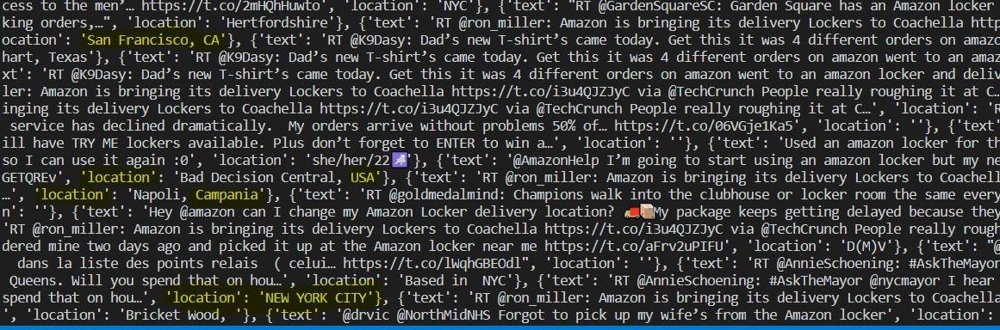 cess to the men'… https://t.co/2mHQhHuwto', 'location': 'NYC'}, {'text': "RT @GardenSquareSC: Garden Square has an Amazon locker
king orders,…", 'location': 'Hertfordshire'}, {'text': 'RT @ron_miller: Amazon is bringing its delivery Lockers to Coachella http
ocation': 'San Francisco, CA'}, {'text': 'RT @K9Dasy: Dad’s new T-shirt’s came today. Get this it was 4 different orders on amazo
hart, Texas'}, {'text': 'RT @K9Dasy: Dad’s new T-shirt’s came today. Get this it was 4 different orders on amazon went to an amaz
xt': 'RT @K9Dasy: Dad’s new T-shirt’s came today. Get this it was 4 different orders on amazon went to an amazon locker and deliv
ler: Amazon is bringing its delivery Lockers to Coachella https://t.co/i3u4QJZJyC via @TechCrunch People really roughing it at C…
inging its delivery Lockers to Coachella https://t.co/i3u4QJZJyC via @TechCrunch People really roughing it at C…', 'location': 'R
service has declined dramatically.  My orders arrive without problems 50% of… https://t.co/06VGje1Ka5', 'location': ''}, {'text'
ill have TRY ME lockers available. Plus don’t forget to ENTER to win a…', 'location': ''}, {'text': 'Used an amazon locker for th
so I can use it again :0', 'location': 'she/her/22'}, {'text': '@AmazonHelp I’m going to start using an amazon locker but my ne
GETQREv', 'location': 'Bad Decision Central, USA'}, {'text': 'RT @ron_miller: Amazon is bringing its delivery Lockers to Coachell
…', 'location': 'Napoli, Campania'}, {'text': 'RT @goldmedalmind: Champions walk into the clubhouse or locker room the same every
n': ''}, {'text': 'Hey @amazon can I change my Amazon Locker delivery location? 🚚📦My package keeps getting delayed because they
'RT @ron_miller: Amazon is bringing its delivery Lockers to Coachella https://t.co/i3u4QJZJyC via @TechCrunch People really rough
dered mine two days ago and picked it up at the Amazon locker near me https://t.co/aFrv2uPIFU', 'location': 'D(M)V'}, {'text': "@
dans la liste des points relais  ( celui… https://t.co/lWqhGBEOdl", 'location': ''}, {'text': 'RT @AnnieSchoening: #AskTheMayor
Queens. Will you spend that on hou…', 'location': 'Based in  NYC'}, {'text': 'RT @AnnieSchoening: #AskTheMayor @nycmayor I hear
spend that on hou…', 'location': 'NEW YORK CITY'}, {'text': 'RT @ron_miller: Amazon is bringing its delivery Lockers to Coachella
', 'location': 'Bricket Wood, '}, {'text': '@drvic @NorthMidNHS Forgot to pick up my wife’s from the Amazon locker', 'location':